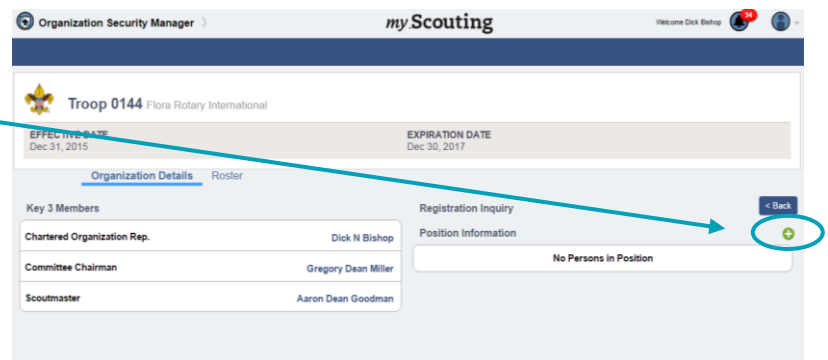 Organization Security Manager
my.Scouting
Welcome Dick Bishop
34
Troop 0144 Flora Rotary International
EFFECTIVE DATE
Dec 31, 2015
EXPIRATION DATE
Dec 30, 2017
Organization Details Roster
Key 3 Members
Chartered Organization Rep. Dick N Bishop
Committee Chairman Gregory Dean Miller
Scoutmaster Aaron Dean Goodman
Registration Inquiry
< Back
Position Information
No Persons in Position